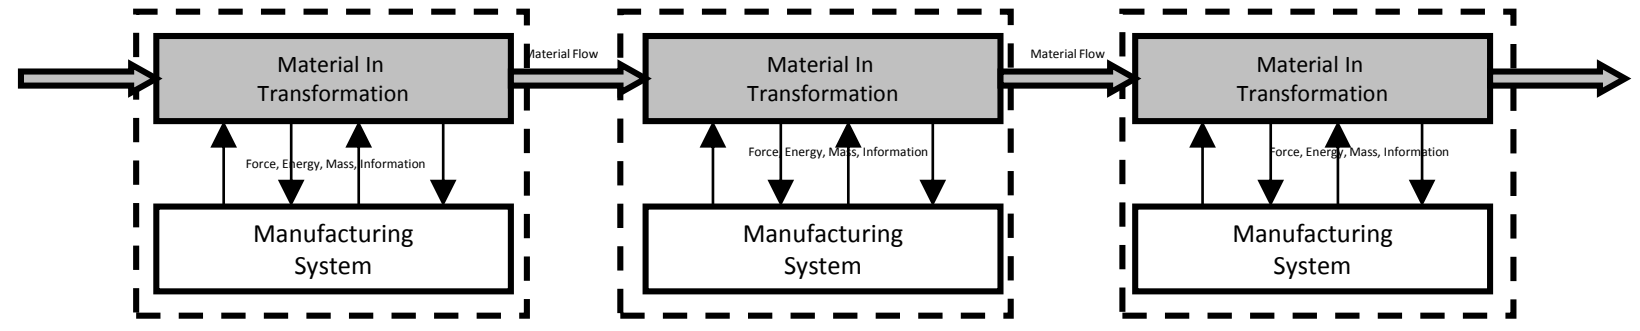 Material In
Transformation
Material Flow
Material In
Transformation
Material Flow
Material In
Transformation
Force, Energy, Mass, Information
Force, Energy, Mass, Information
Force, Energy, Mass, Information
Manufacturing
System
Manufacturing
System
Manufacturing
System